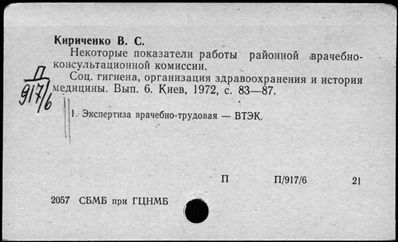 Кириченко В. С.
Некоторые показатели работы районной врачебно-
консультационной комиссии.
Соц. гигиена, организация здравоохранения и история
медицины. Вып. 6. Киев, 1972, с. 83—87.
П
917/6
1. Экспертиза врачебно-трудовая — ВТЭК.
П П/917/6 21
2057 СБМБ при ГЦНМБ